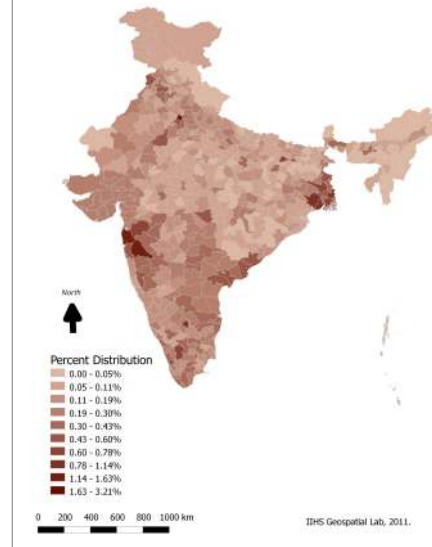 North
Percent Distribution
0.00 - 0.05%
0.05 - 0.11%
0.11 - 0.19%
0.19 - 0.30%
0.30 - 0.43%
0.43 - 0.60%
0.60 - 0.78%
0.78 - 1.14%
1.14 - 1.63%
1.63 - 3.21%
0 200 400 600 800 1000 km
IIHS Geospatial Lab, 2011.